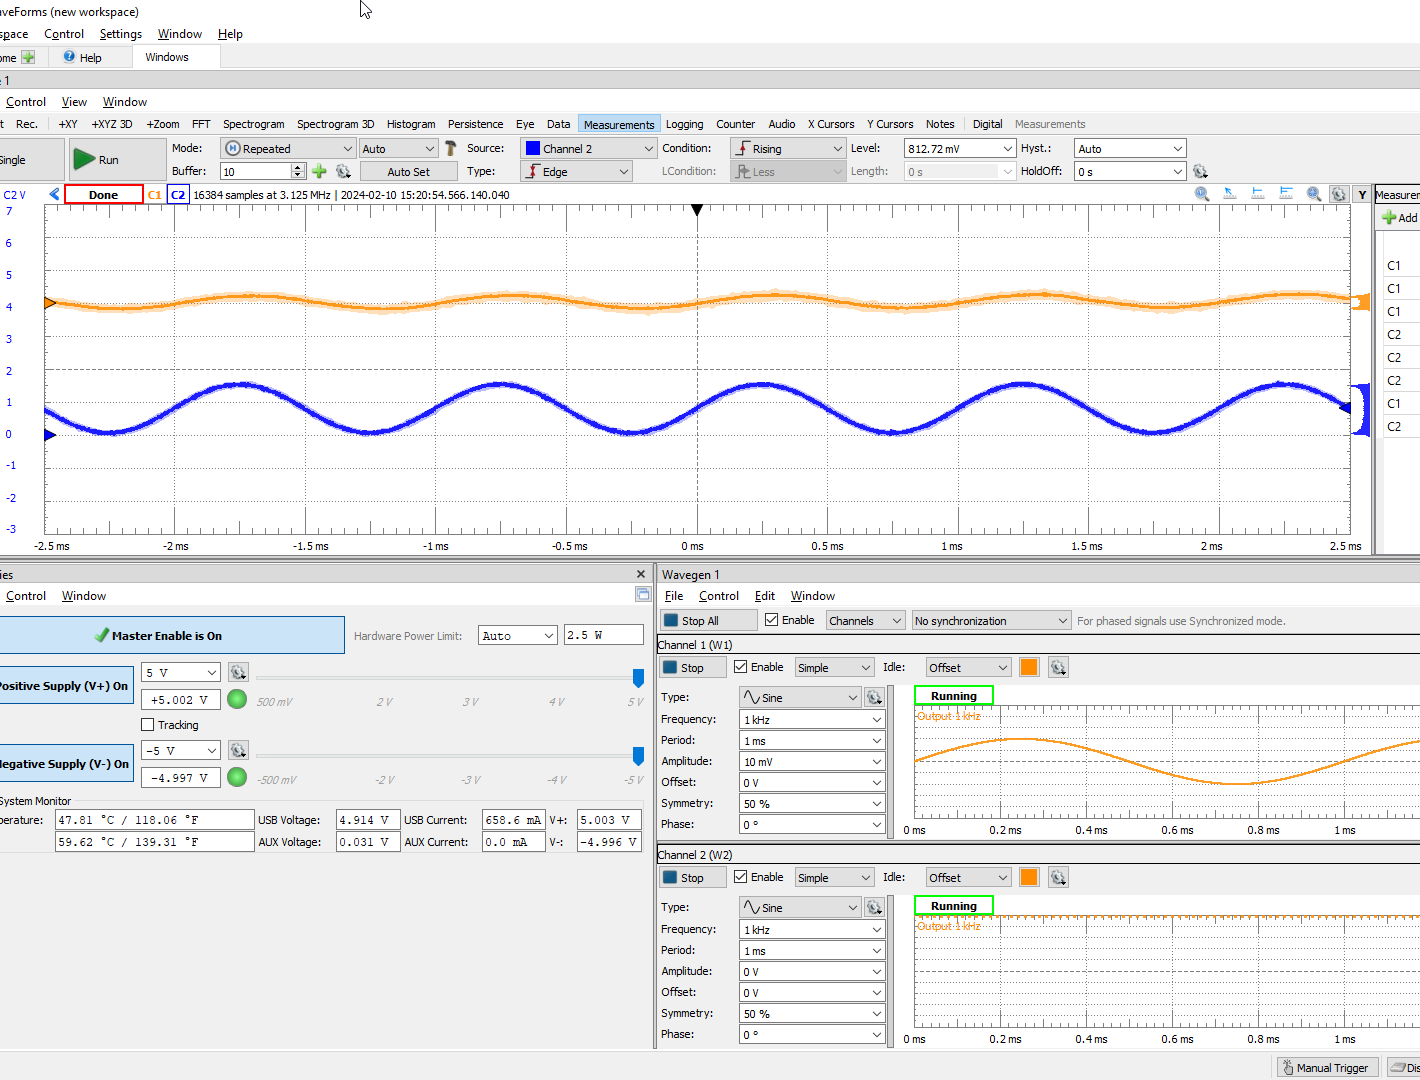 aveForms (new workspace)
space Control Settings Window Help
ome Help Windows
1
Control View Window
t Rec. +XY +XYZ 3D +Zoom FFT Spectrogram Spectrogram 3D Histogram Persistence Eye Data Measurements Logging Counter Audio X Cursors Y Cursors Notes Digital Measurements
Single Run Mode: Repeated Auto Source: Channel 2 Condition: Rising Level: 812.72 mV Hyst.: Auto
Buffer: 10 Auto Set Type: Edge LCondition: Less Length: 0 s HoldOff: 0 s
C2 V Done C1 C2 16384 samples at 3.125 MHz | 2024-02-10 15:20:54.566.140.040 Y Measurem
7
Add
6
C1
5
C1
4
C1
3
C2
C2
2
C2
1
C1
0
C2
-1
-2
-3
-2.5 ms -2 ms -1.5 ms -1 ms -0.5 ms 0 ms 0.5 ms 1 ms 1.5 ms 2 ms 2.5 ms
ies
Control Window
Master Enable is On Hardware Power Limit: Auto 2.5 W
Positive Supply (V+) On 5 V
+5.002 V 500 mV 2 V 3 V 4 V 5 V
Tracking
Negative Supply (V-) On -5 V
-4.997 V -500 mV -2 V -3 V -4 V -5 V
System Monitor
perature: 47.81 °C / 118.06 °F USB Voltage: 4.914 V USB Current: 658.6 mA V+: 5.003 V
59.62 °C / 139.31 °F AUX Voltage: 0.031 V AUX Current: 0.0 mA V-: -4.996 V
Wavegen 1
File Control Edit Window
Stop All Enable Channels No synchronization For phased signals use Synchronized mode.
Channel 1 (W1)
Stop Enable Simple Idle: Offset
Type: Sine
Frequency: 1 kHz
Period: 1 ms
Amplitude: 10 mV
Offset: 0 V
Symmetry: 50 %
Phase: 0 °
Running
Output 1 kHz
0 ms 0.2 ms 0.4 ms 0.6 ms 0.8 ms 1 ms
Channel 2 (W2)
Stop Enable Simple Idle: Offset
Type: Sine
Frequency: 1 kHz
Period: 1 ms
Amplitude: 0 V
Offset: 0 V
Symmetry: 50 %
Phase: 0 °
Running
Output 1 kHz
0 ms 0.2 ms 0.4 ms 0.6 ms 0.8 ms 1 ms
Manual Trigger Dis